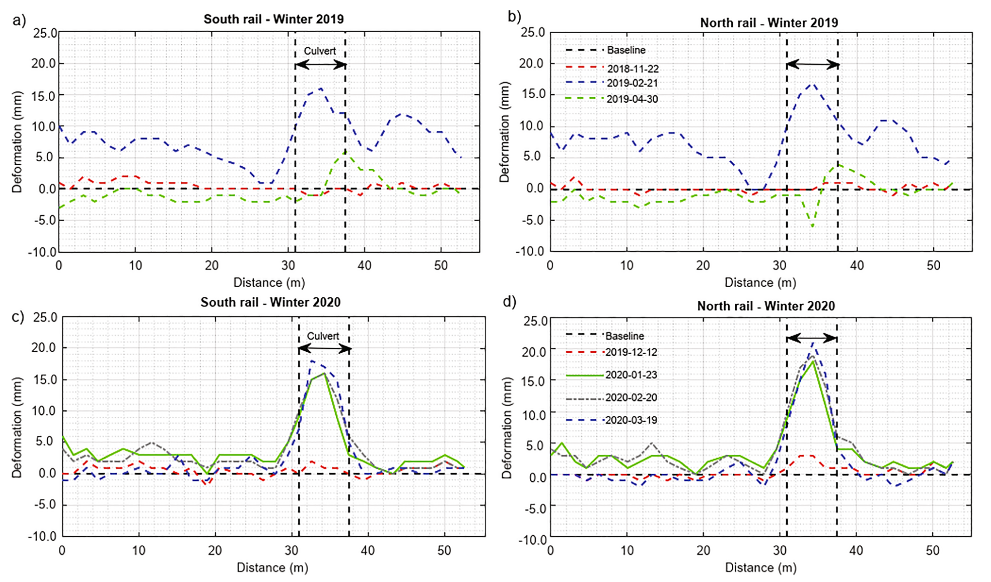 a)
South rail - Winter 2019
25.0
20.0
15.0
10.0
5.0
0.0
-5.0
-10.0
Deformation (mm)
Culvert
0 10 20 30 40 50
Distance (m)
b)
North rail - Winter 2019
25.0
20.0
15.0
10.0
5.0
0.0
-5.0
-10.0
Deformation (mm)
Baseline
2018-11-22
2019-02-21
2019-04-30
0 10 20 30 40 50
Distance (m)
c)
South rail - Winter 2020
25.0
20.0
15.0
10.0
5.0
0.0
-5.0
-10.0
Deformation (mm)
Culvert
0 10 20 30 40 50
Distance (m)
d)
North rail - Winter 2020
25.0
20.0
15.0
10.0
5.0
0.0
-5.0
-10.0
Deformation (mm)
Baseline
2019-12-12
2020-01-23
2020-02-20
2020-03-19
0 10 20 30 40 50
Distance (m)